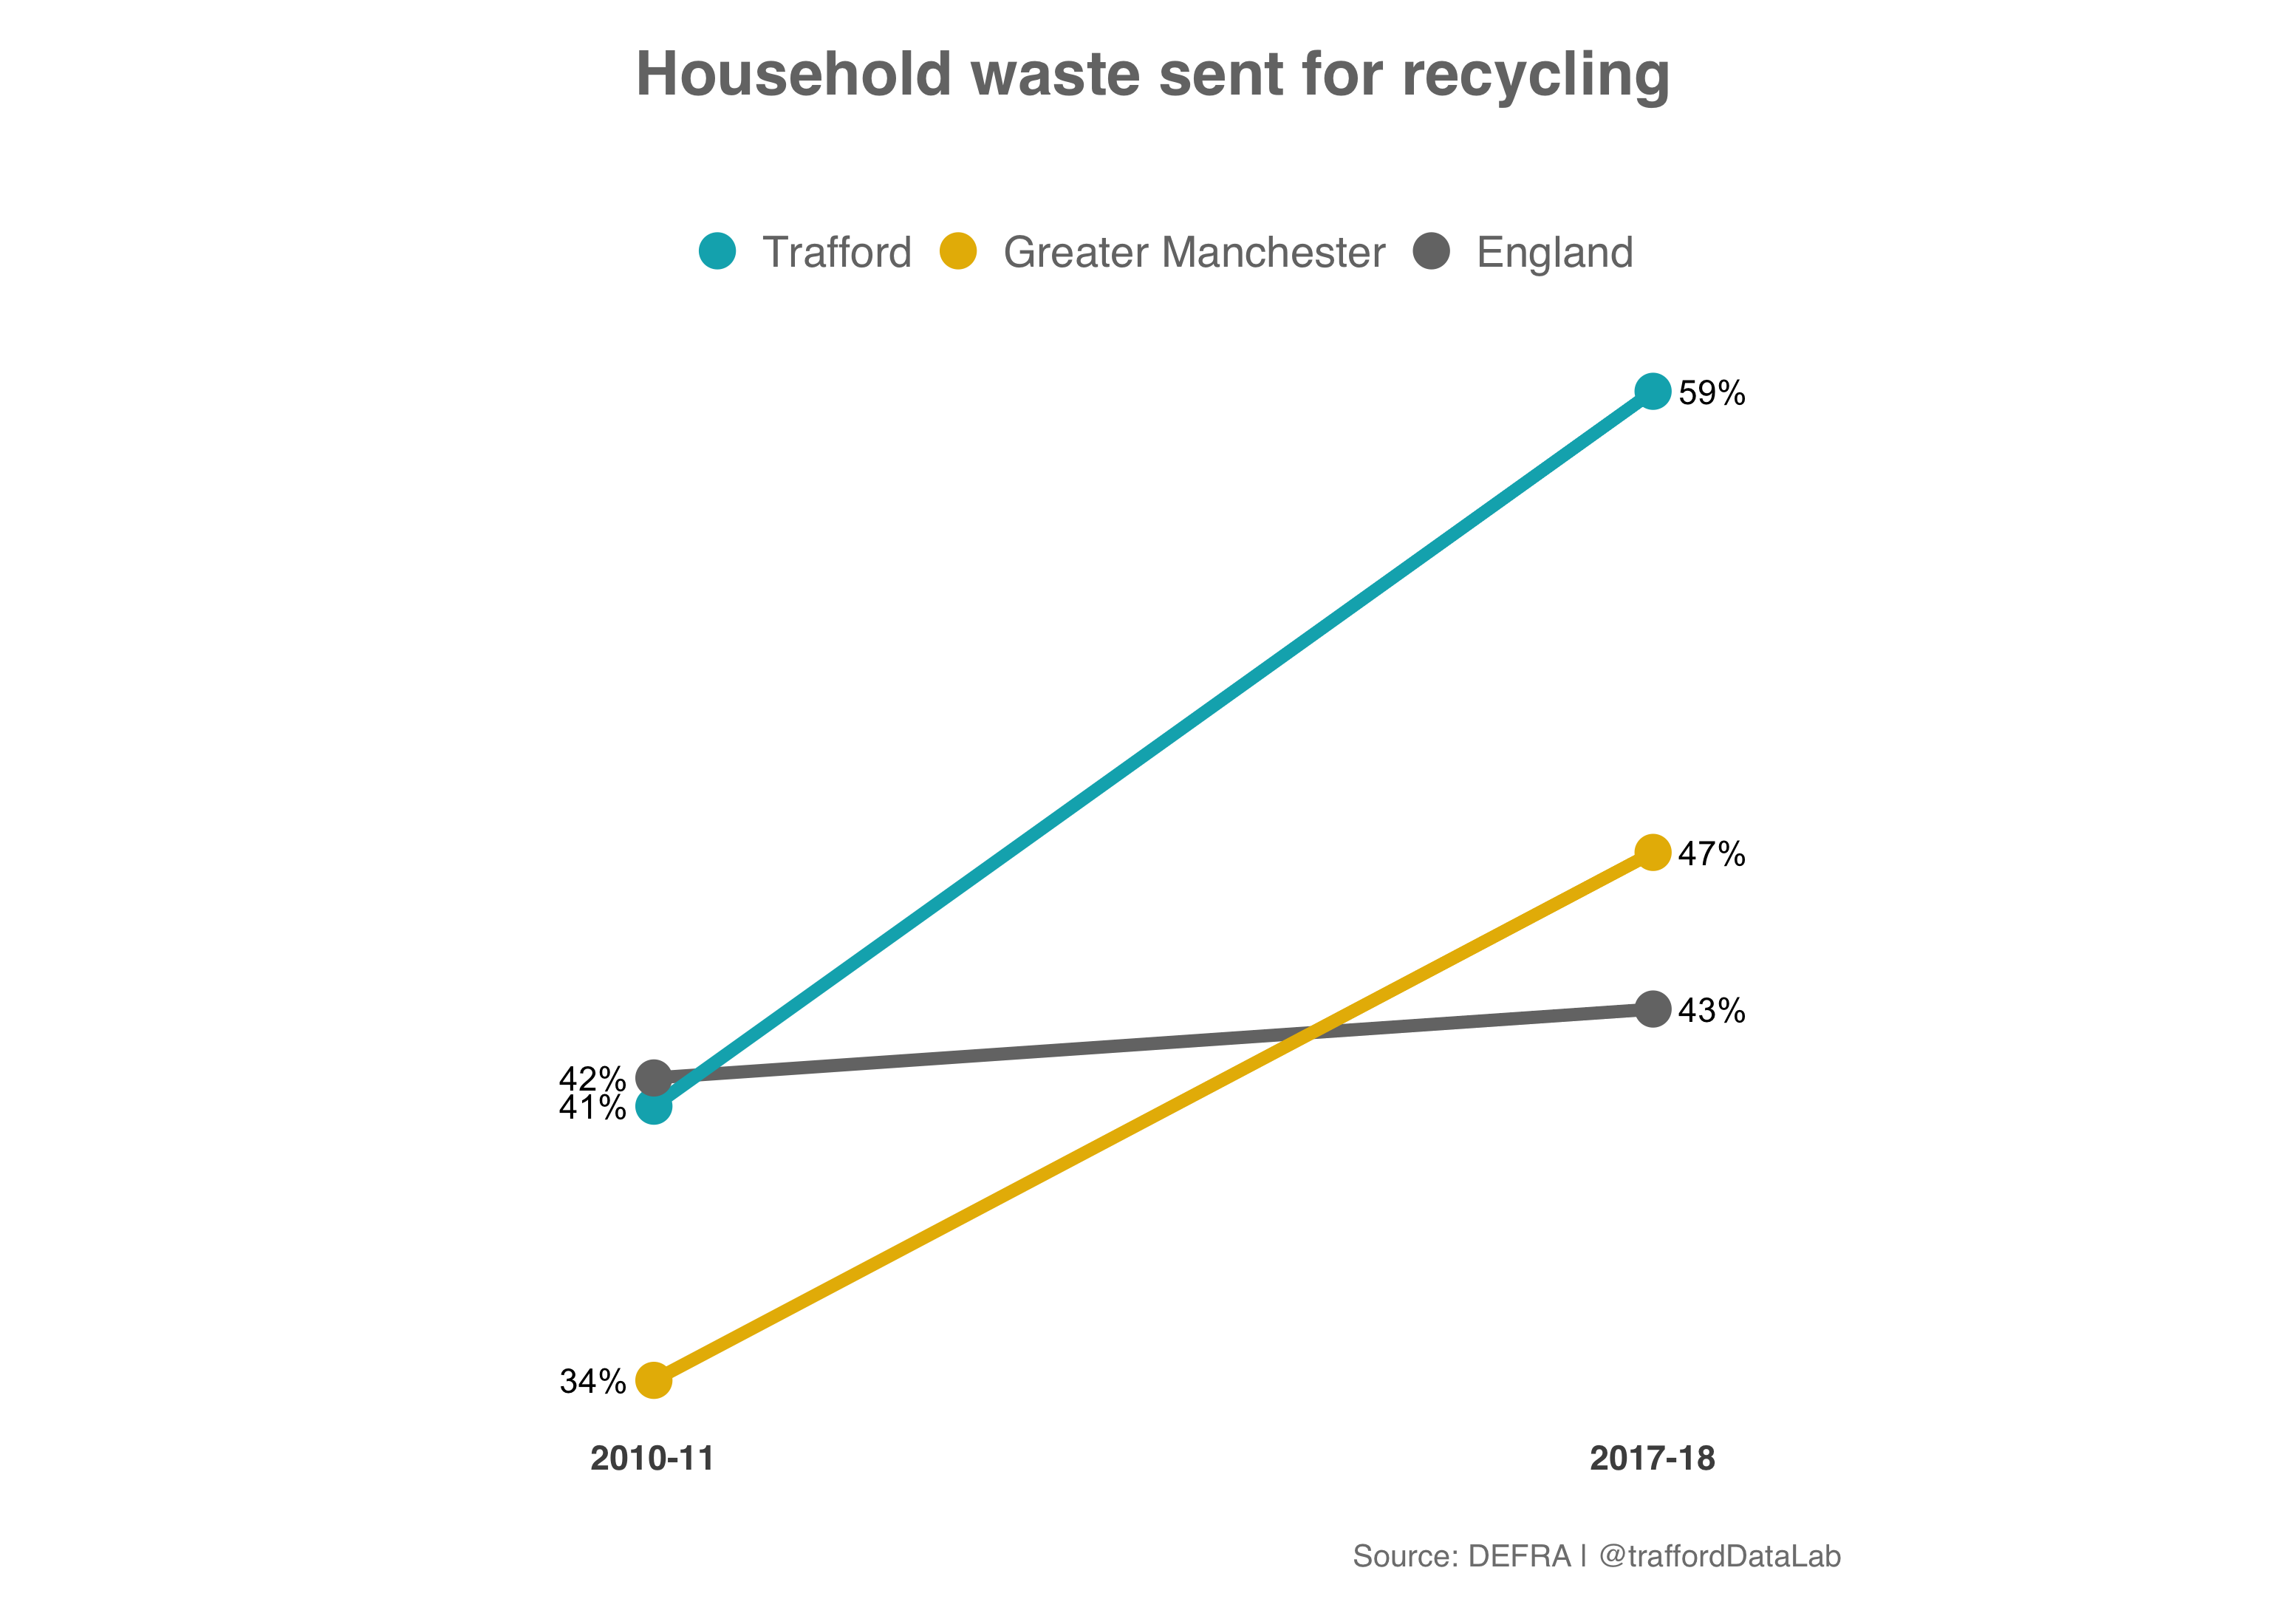 Household waste sent for recycling
Trafford Greater Manchester England
59%
47%
43%
42%
41%
34%
2010-11 2017-18
Source: DEFRA | @traffordDataLab